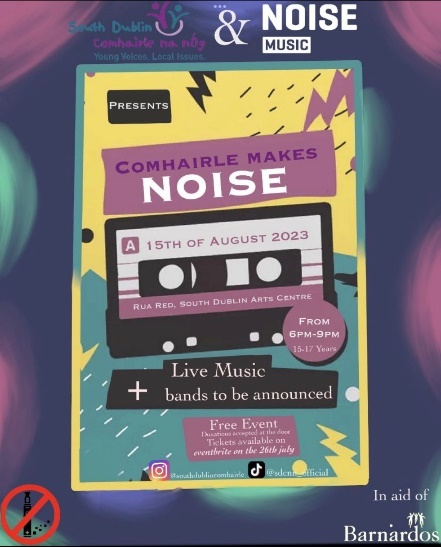 South Dublin
Comhairle na nÓg
Young Voices. Local Issues.
&
NOISE
MUSIC
PRESENTS
COMHAIRLE MAKES
NOISE
A 15TH OF AUGUST 2023
RUA RED, SOUTH DUBLIN ARTS CENTRE
FROM
6PM-9PM
15-17 Years
+ Live Music
bands to be announced
Free Event
Donations accepted at the door
Tickets available on
eventbrite on the 26th july
@southdublincomhairle @sdcnn_official
In aid of
Barnardos